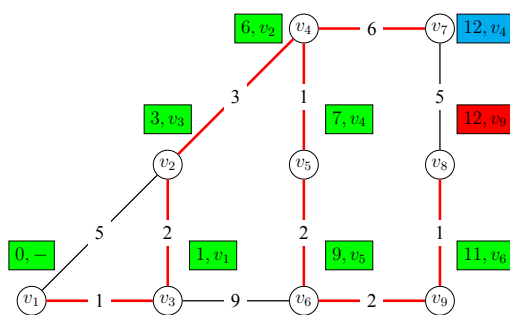 6, v₂
v₄
6
v₇
12, v₄
3
1
5
3, v₃
7, v₄
12, v₉
v₂
v₅
v₈
5
2
2
1
0, −
1, v₁
9, v₅
11, v₆
v₁
1
v₃
9
v₆
2
v₉